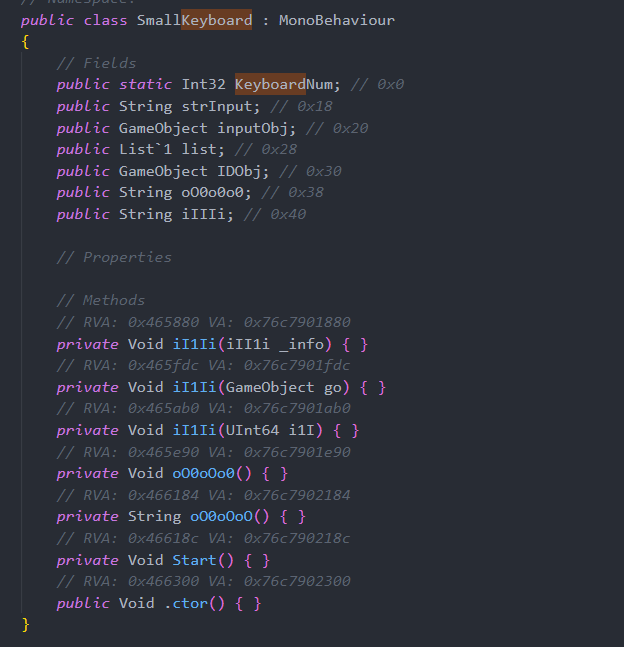 // Namespace:
public class SmallKeyboard : MonoBehaviour
{
// Fields
public static Int32 KeyboardNum; // 0x0
public String strInput; // 0x18
public GameObject inputObj; // 0x20
public List`1 list; // 0x28
public GameObject IDObj; // 0x30
public String oO0o0o0; // 0x38
public String iIIIi; // 0x40
// Properties
// Methods
// RVA: 0x465880 VA: 0x76c7901880
private Void iI1Ii(iII1i _info) { }
// RVA: 0x465fdc VA: 0x76c7901fdc
private Void iI1Ii(GameObject go) { }
// RVA: 0x465ab0 VA: 0x76c7901ab0
private Void iI1Ii(UInt64 i1I) { }
// RVA: 0x465e90 VA: 0x76c7901e90
private Void oO0oOo0() { }
// RVA: 0x466184 VA: 0x76c7902184
private String oO0oOoO() { }
// RVA: 0x46618c VA: 0x76c790218c
private Void Start() { }
// RVA: 0x466300 VA: 0x76c7902300
public Void .ctor() { }
}